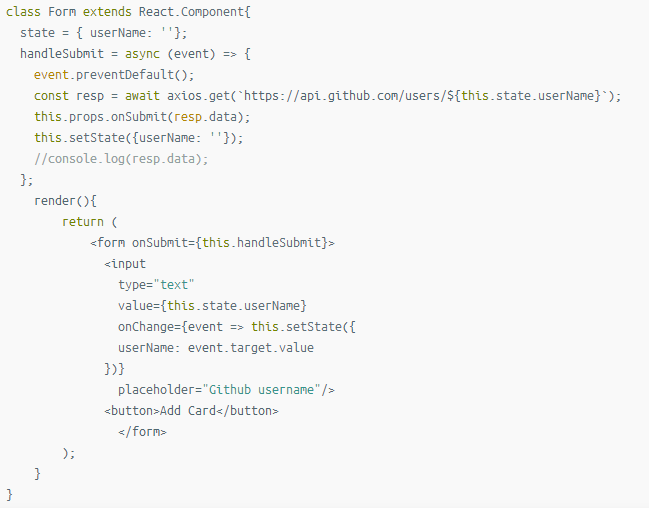 class Form extends React.Component{
  state = { userName: ''};
  handleSubmit = async (event) => {
    event.preventDefault();
    const resp = await axios.get(`https://api.github.com/users/${this.state.userName}`);
    this.props.onSubmit(resp.data);
    this.setState({userName: ''});
    //console.log(resp.data);
  };
    render(){
        return (
            <form onSubmit={this.handleSubmit}>
              <input
                type="text"
                value={this.state.userName}
                onChange={event => this.setState({
                userName: event.target.value
              })}
                placeholder="Github username"/>
              <button>Add Card</button>
                </form>
        );
    }
}